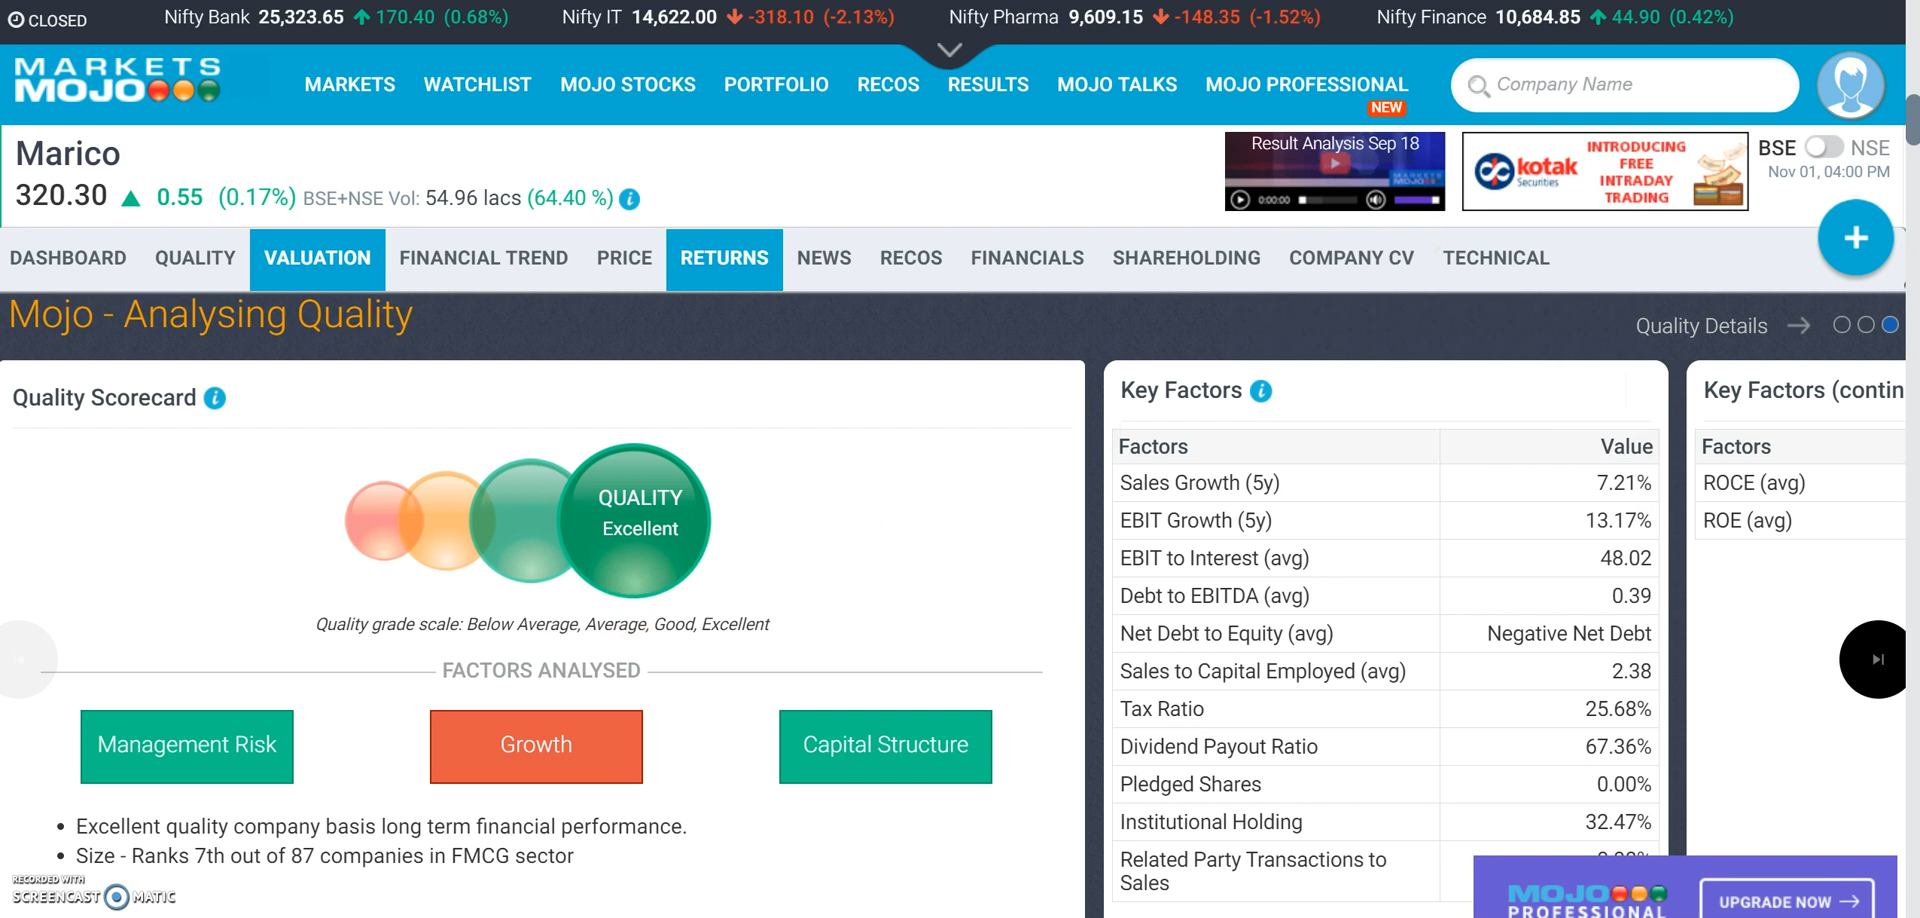 CLOSED
Nifty Bank 25,323.65 170.40 (0.68%)
Nifty IT 14,622.00 -318.10 (-2.13%)
Nifty Pharma 9,609.15 -148.35 (-1.52%)
Nifty Finance 10,684.85 44.90 (0.42%)
MARKETS
MOJO
MARKETS WATCHLIST MOJO STOCKS PORTFOLIO RECOS RESULTS MOJO TALKS MOJO PROFESSIONAL
NEW
Company Name
Marico
320.30 0.55 (0.17%) BSE+NSE Vol: 54.96 lacs (64.40 %)
Result Analysis Sep 18
MARKETS
MOJO
0:00:00
kotak
Securities
INTRODUCING
FREE
INTRADAY
TRADING
BSE NSE
Nov 01, 04:00 PM
DASHBOARD QUALITY VALUATION FINANCIAL TREND PRICE RETURNS NEWS RECOS FINANCIALS SHAREHOLDING COMPANY CV TECHNICAL
Mojo - Analysing Quality
Quality Details
Quality Scorecard
QUALITY
Excellent
Quality grade scale: Below Average, Average, Good, Excellent
FACTORS ANALYSED
Management Risk
Growth
Capital Structure
• Excellent quality company basis long term financial performance.
• Size - Ranks 7th out of 87 companies in FMCG sector
Key Factors
Factors Value
Sales Growth (5y) 7.21%
EBIT Growth (5y) 13.17%
EBIT to Interest (avg) 48.02
Debt to EBITDA (avg) 0.39
Net Debt to Equity (avg) Negative Net Debt
Sales to Capital Employed (avg) 2.38
Tax Ratio 25.68%
Dividend Payout Ratio 67.36%
Pledged Shares 0.00%
Institutional Holding 32.47%
Related Party Transactions to
Sales
Key Factors (contin
Factors
ROCE (avg)
ROE (avg)
MOJO
PROFESSIONAL
UPGRADE NOW
RECORDED WITH
SCREENCAST MATIC